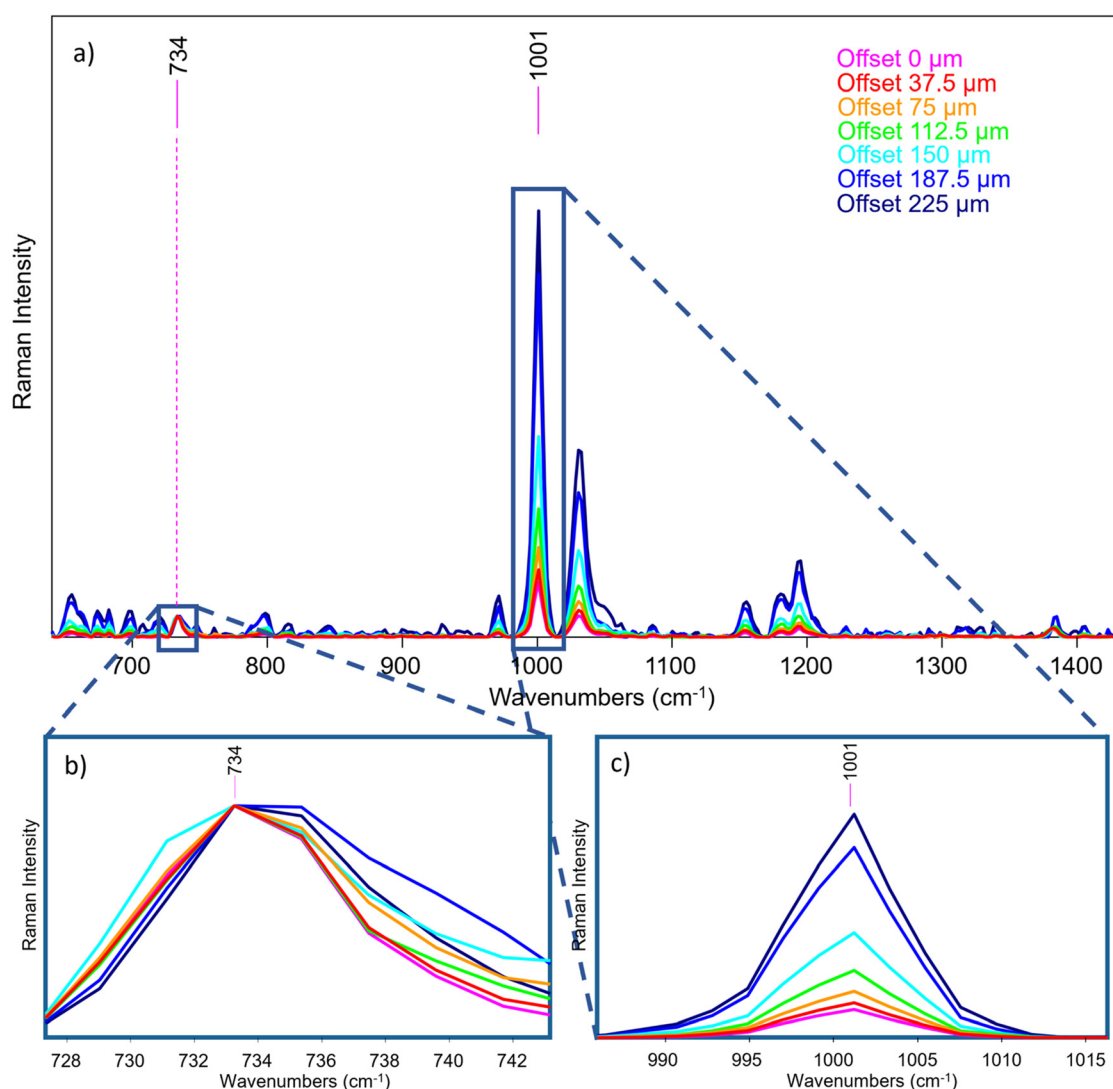 a)
734
1001
Offset 0 µm
Offset 37.5 µm
Offset 75 µm
Offset 112.5 µm
Offset 150 µm
Offset 187.5 µm
Offset 225 µm
Raman Intensity
700 800 900 1000 1100 1200 1300 1400
Wavenumbers (cm-1)
b)
734
Raman Intensity
728 730 732 734 736 738 740 742
Wavenumbers (cm-1)
c)
1001
Raman Intensity
990 995 1000 1005 1010 1015
Wavenumbers (cm-1)